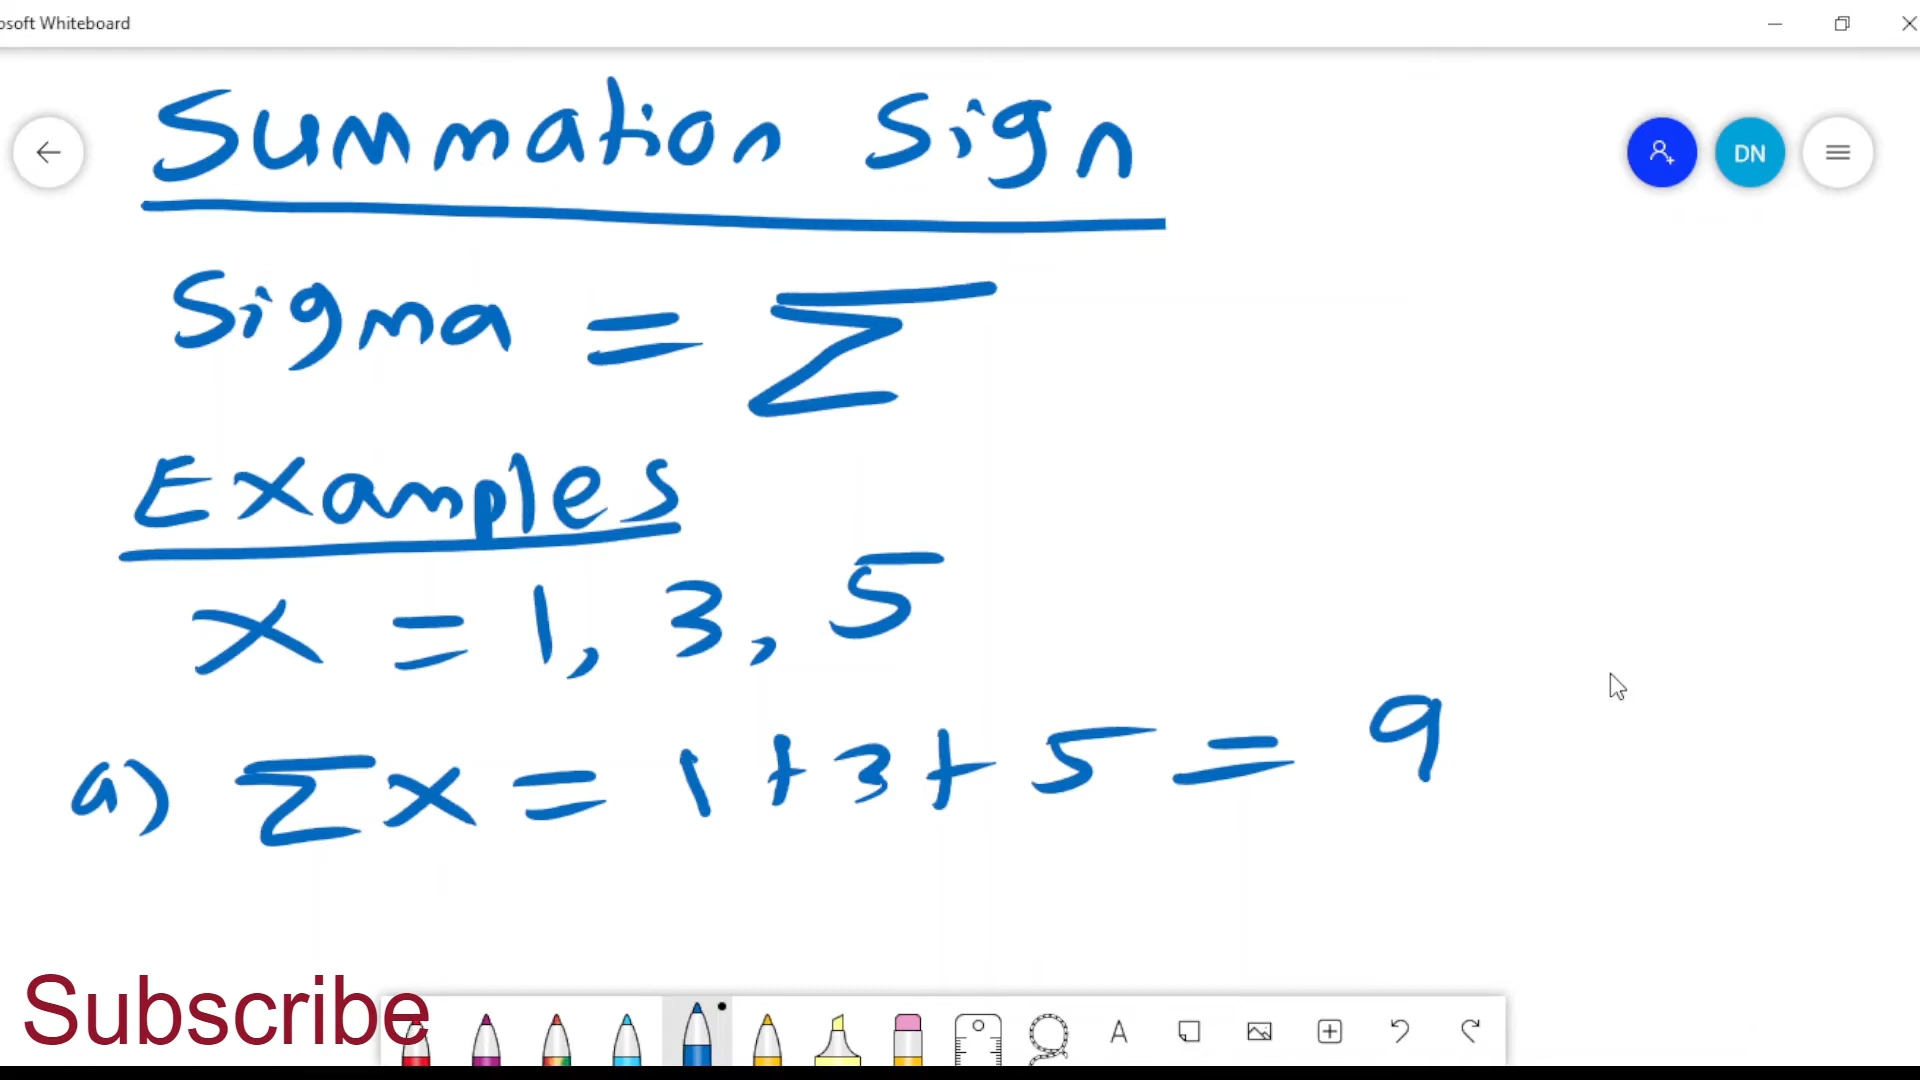 osoft Whiteboard
Summation Sign
DN
Sigma = Σ
Examples
x = 1, 3, 5
a) Σx = 1 + 3 + 5 = 9
Subscribe
A